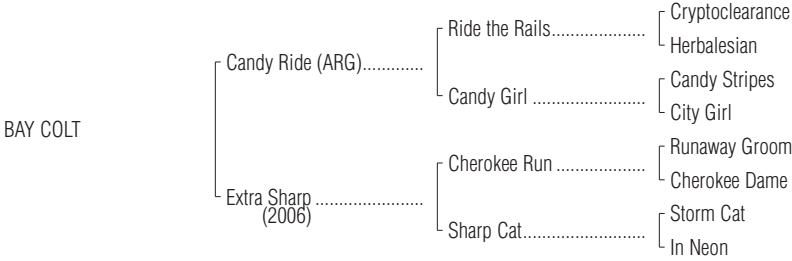 Cryptoclearance
Ride the Rails.....................
Herbalesian
Candy Ride (ARG).............
Candy Stripes
Candy Girl .........................
City Girl
BAY COLT
Runaway Groom
Cherokee Run ....................
Cherokee Dame
Extra Sharp ........................
(2006)
Storm Cat
Sharp Cat...........................
In Neon